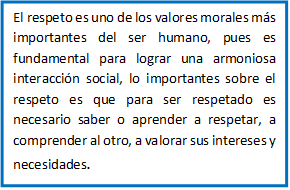 El respeto es uno de los valores morales más
importantes del ser humano, pues es
fundamental para lograr una armoniosa
interacción social, lo importantes sobre el
respeto es que para ser respetado es
necesario saber o aprender a respetar, a
comprender al otro, a valorar sus intereses y
necesidades.